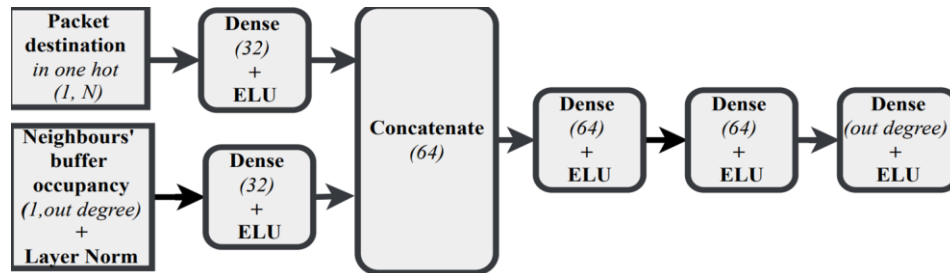 Packet
destination
in one hot
(1, N)
Dense
(32)
+
ELU
Neighbours'
buffer
occupancy
(1,out degree)
+
Layer Norm
Dense
(32)
+
ELU
Concatenate
(64)
Dense
(64)
+
ELU
Dense
(64)
+
ELU
Dense
(out degree)
+
ELU